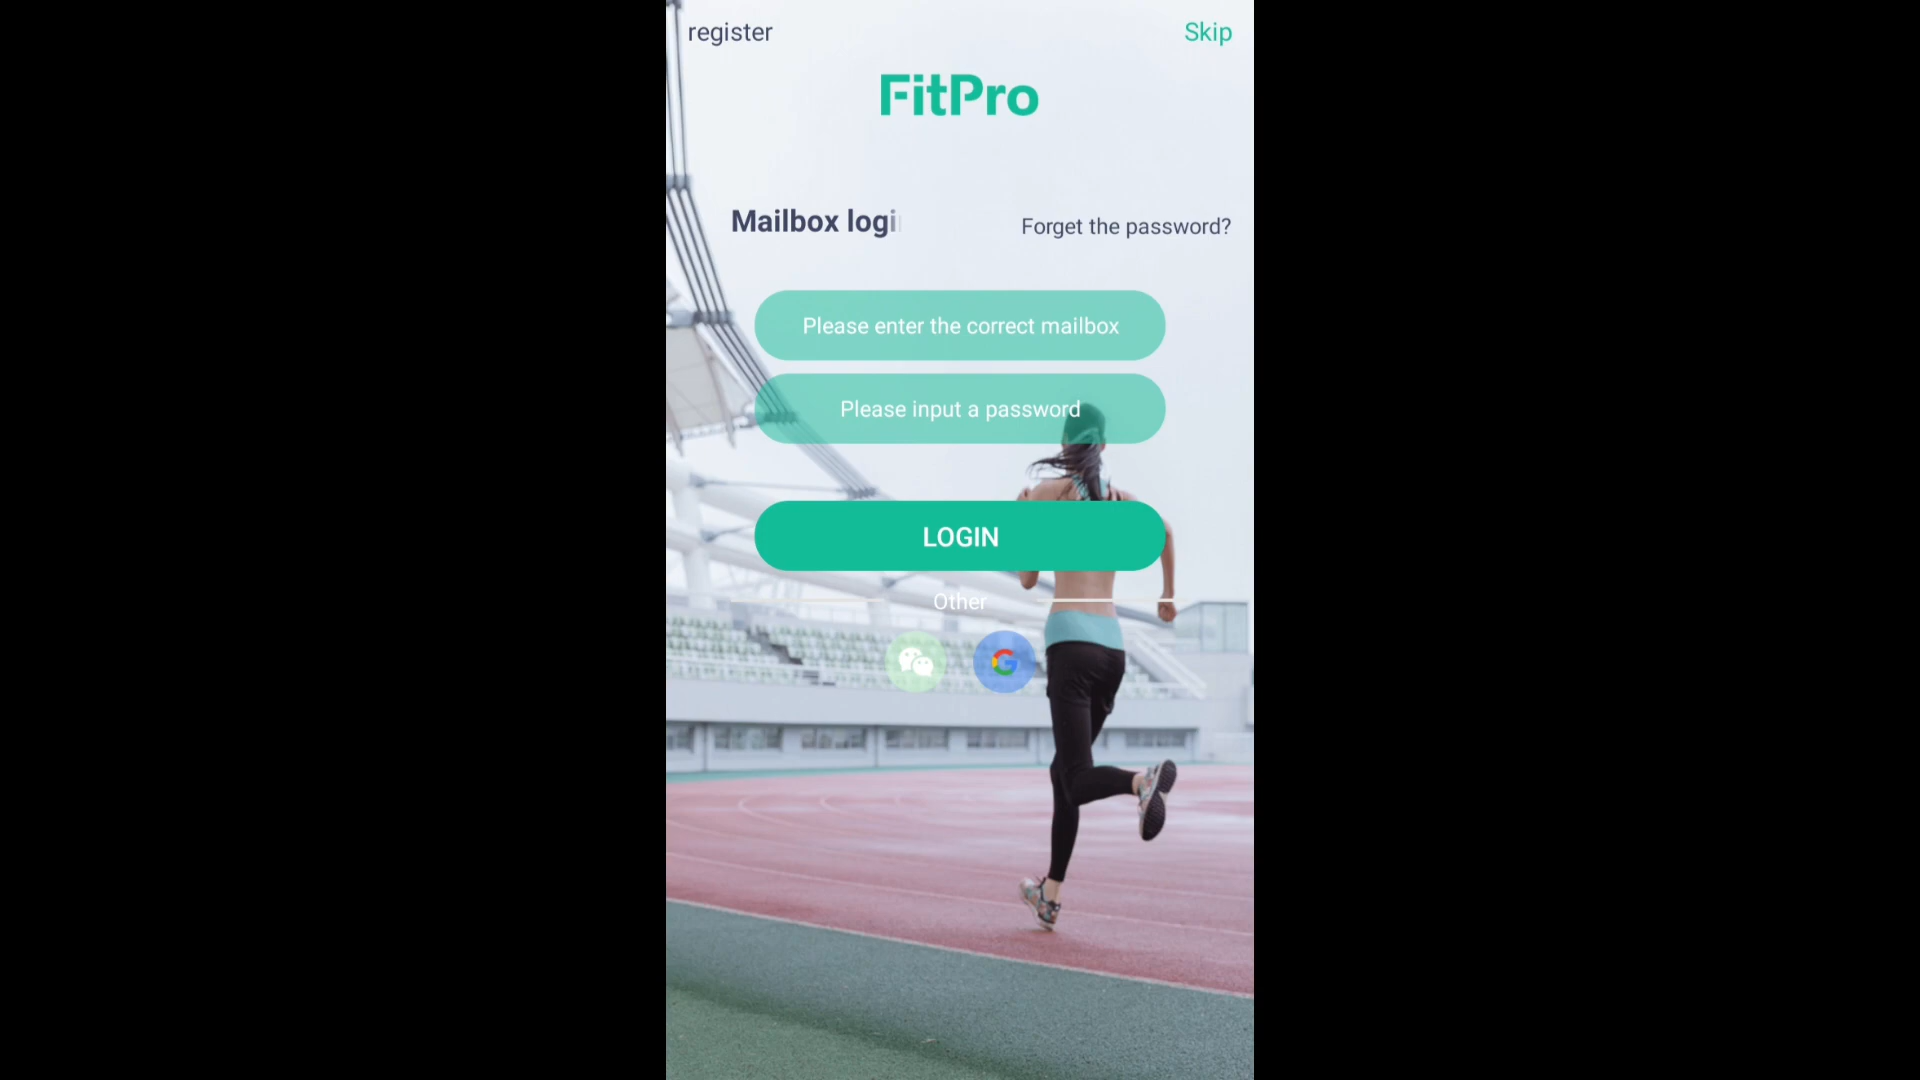 register
Skip
FitPro
Mailbox logi
Forget the password?
Please enter the correct mailbox
Please input a password
LOGIN
Other